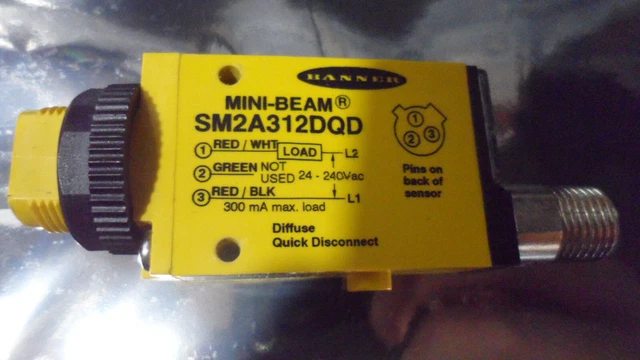 BANNER
MINI-BEAM®
SM2A312DQD
1 RED / WHT LOAD L2
2 GREEN NOT USED 24 - 240Vac
3 RED / BLK L1
300 mA max. load
1
2 3
Pins on
back of
sensor
Diffuse
Quick Disconnect